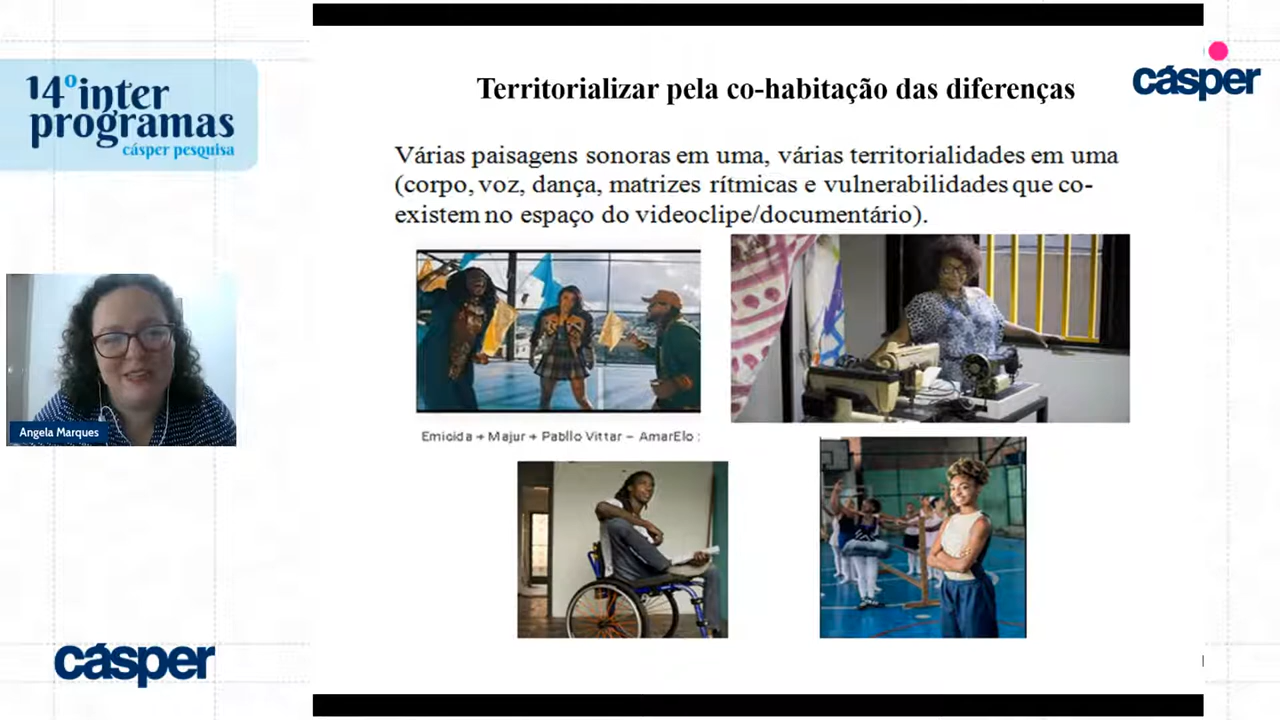 14º inter
programas
cásper pesquisa
cásper
Territorializar pela co-habitação das diferenças
Várias paisagens sonoras em uma, várias territorialidades em uma
(corpo, voz, dança, matrizes rítmicas e vulnerabilidades que co-
existem no espaço do videoclipe/documentário).
Emicida + Majur + Pabllo Vittar – AmarElo :
Angela Marques
cásper